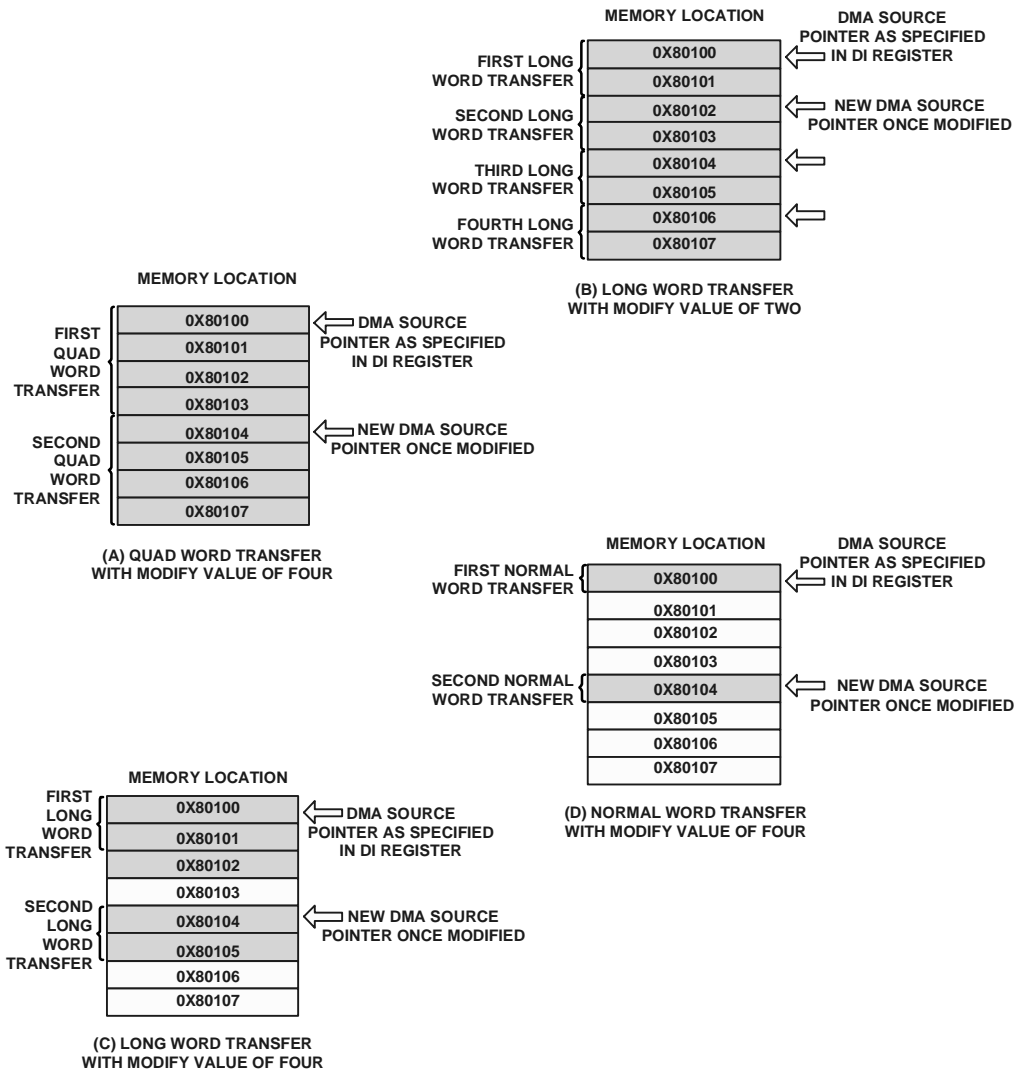 MEMORY LOCATION
DMA SOURCE
POINTER AS SPECIFIED
IN DI REGISTER
FIRST LONG
WORD TRANSFER
SECOND LONG
WORD TRANSFER
THIRD LONG
WORD TRANSFER
FOURTH LONG
WORD TRANSFER
0X80100
0X80101
0X80102
0X80103
0X80104
0X80105
0X80106
0X80107
NEW DMA SOURCE
POINTER ONCE MODIFIED
(B) LONG WORD TRANSFER
WITH MODIFY VALUE OF TWO
MEMORY LOCATION
FIRST
QUAD
WORD
TRANSFER
SECOND
QUAD
WORD
TRANSFER
0X80100
0X80101
0X80102
0X80103
0X80104
0X80105
0X80106
0X80107
DMA SOURCE
POINTER AS SPECIFIED
IN DI REGISTER
NEW DMA SOURCE
POINTER ONCE MODIFIED
(A) QUAD WORD TRANSFER
WITH MODIFY VALUE OF FOUR
MEMORY LOCATION
DMA SOURCE
POINTER AS SPECIFIED
IN DI REGISTER
FIRST NORMAL
WORD TRANSFER
SECOND NORMAL
WORD TRANSFER
0X80100
0X80101
0X80102
0X80103
0X80104
0X80105
0X80106
0X80107
NEW DMA SOURCE
POINTER ONCE MODIFIED
(D) NORMAL WORD TRANSFER
WITH MODIFY VALUE OF FOUR
MEMORY LOCATION
FIRST
LONG
WORD
TRANSFER
SECOND
LONG
WORD
TRANSFER
0X80100
0X80101
0X80102
0X80103
0X80104
0X80105
0X80106
0X80107
DMA SOURCE
POINTER AS SPECIFIED
IN DI REGISTER
NEW DMA SOURCE
POINTER ONCE MODIFIED
(C) LONG WORD TRANSFER
WITH MODIFY VALUE OF FOUR